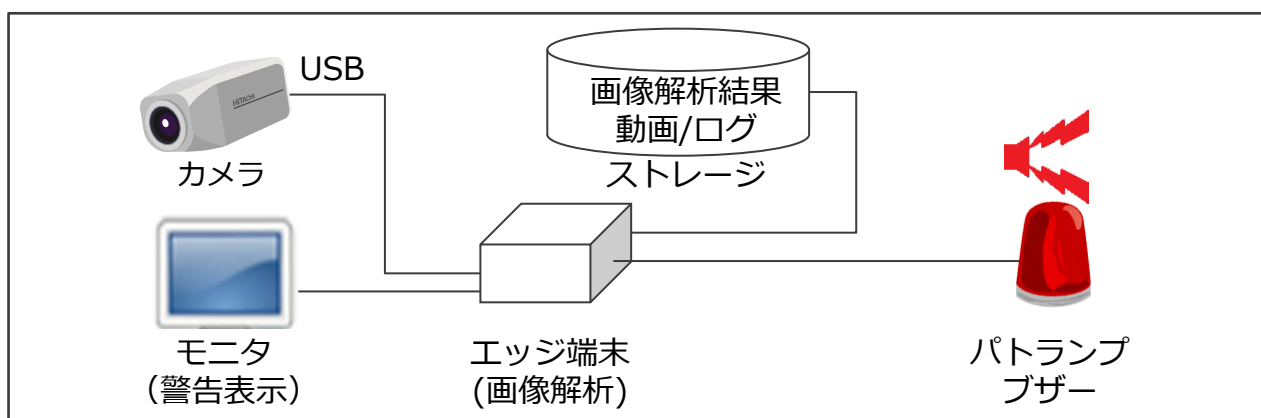 USB
HITACHI
カメラ
画像解析結果
動画/ログ
ストレージ
モニタ
（警告表示）
エッジ端末
(画像解析)
パトランプ
ブザー